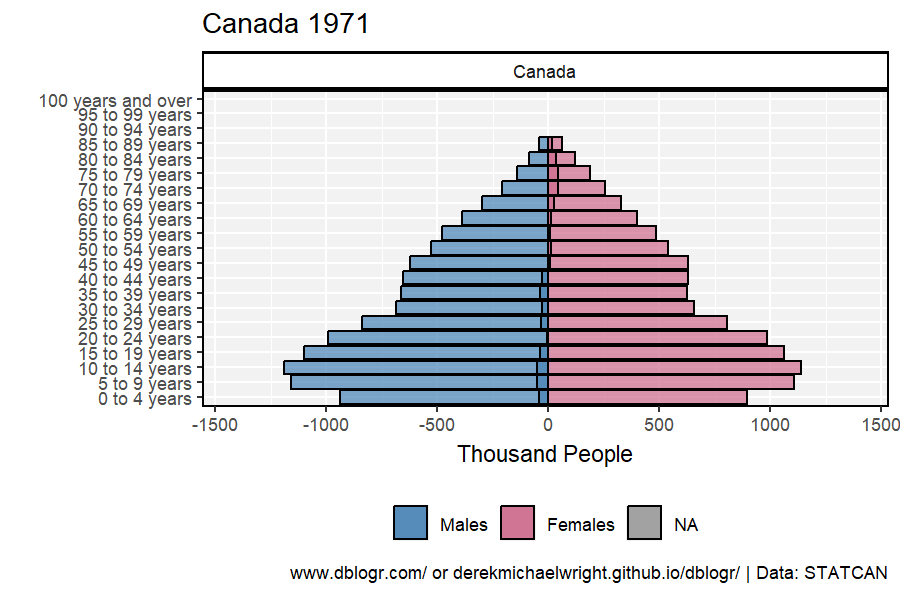 Canada 1971
Canada
100 years and over
95 to 99 years
90 to 94 years
85 to 89 years
80 to 84 years
75 to 79 years
70 to 74 years
65 to 69 years
60 to 64 years
55 to 59 years
50 to 54 years
45 to 49 years
40 to 44 years
35 to 39 years
30 to 34 years
25 to 29 years
20 to 24 years
15 to 19 years
10 to 14 years
5 to 9 years
0 to 4 years
-1500 -1000 -500 0 500 1000 1500
Thousand People
Males Females NA
www.dblogr.com/ or derekmichaelwright.github.io/dblogr/ | Data: STATCAN